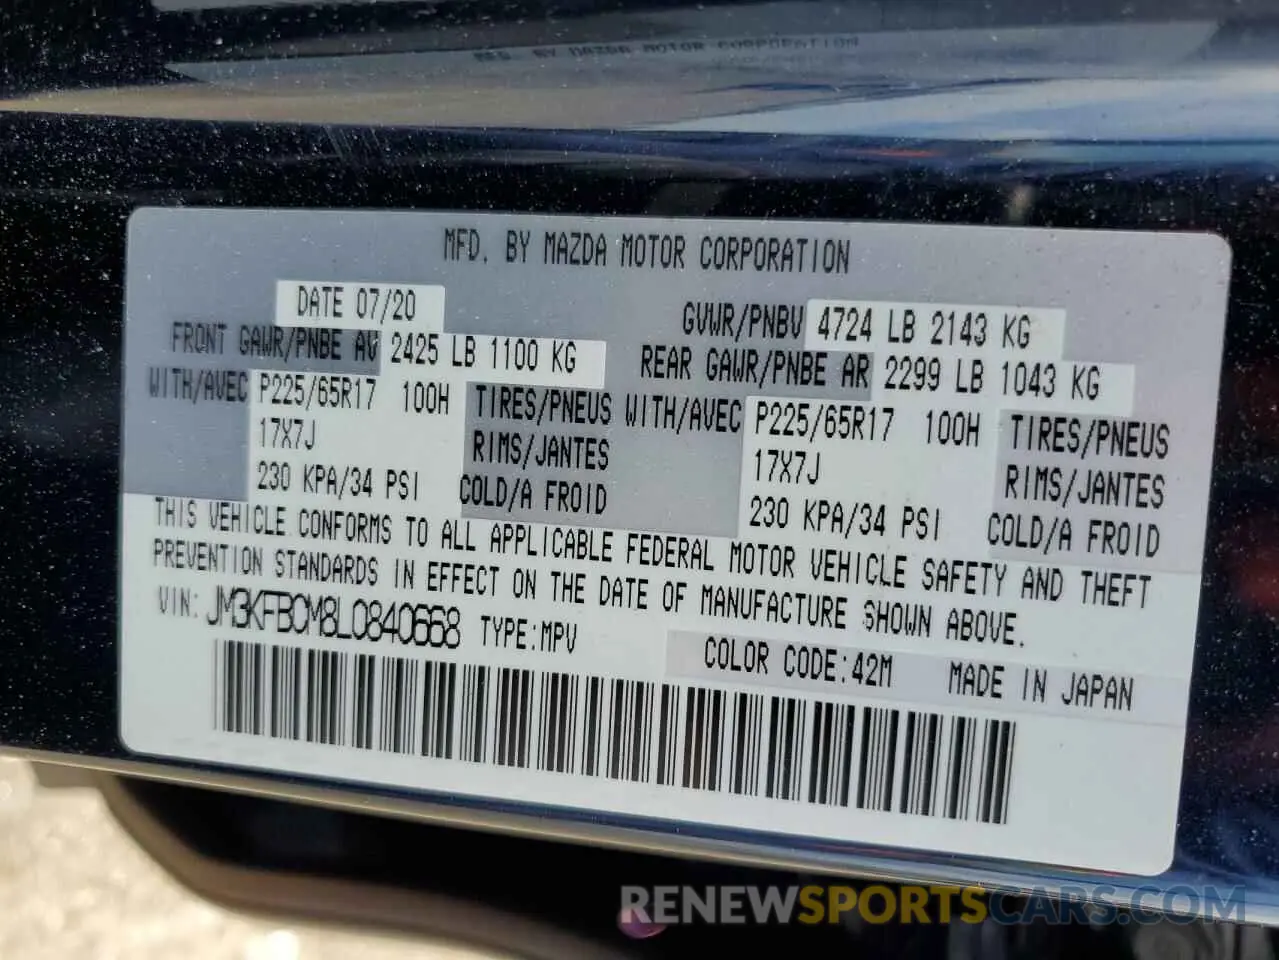 MFG. BY MAZDA MOTOR CORPORATION
MFD. BY MAZDA MOTOR CORPORATION
DATE 07/20
GVWR/PNBV 4724 LB 2143 KG
FRONT GAWR/PNBE AV 2425 LB 1100 KG
REAR GAWR/PNBE AR 2299 LB 1043 KG
WITH/AVEC P225/65R17 100H TIRES/PNEUS WITH/AVEC P225/65R17 100H TIRES/PNEUS
17X7J RIMS/JANTES 17X7J RIMS/JANTES
230 KPA/34 PSI COLD/A FROID 230 KPA/34 PSI COLD/A FROID
THIS VEHICLE CONFORMS TO ALL APPLICABLE FEDERAL MOTOR VEHICLE SAFETY AND THEFT
PREVENTION STANDARDS IN EFFECT ON THE DATE OF MANUFACTURE SHOWN ABOVE.
VIN: JM3KFBCM8L0840668 TYPE:MPV
COLOR CODE:42M MADE IN JAPAN
RENEWSPORTSCARS.COM